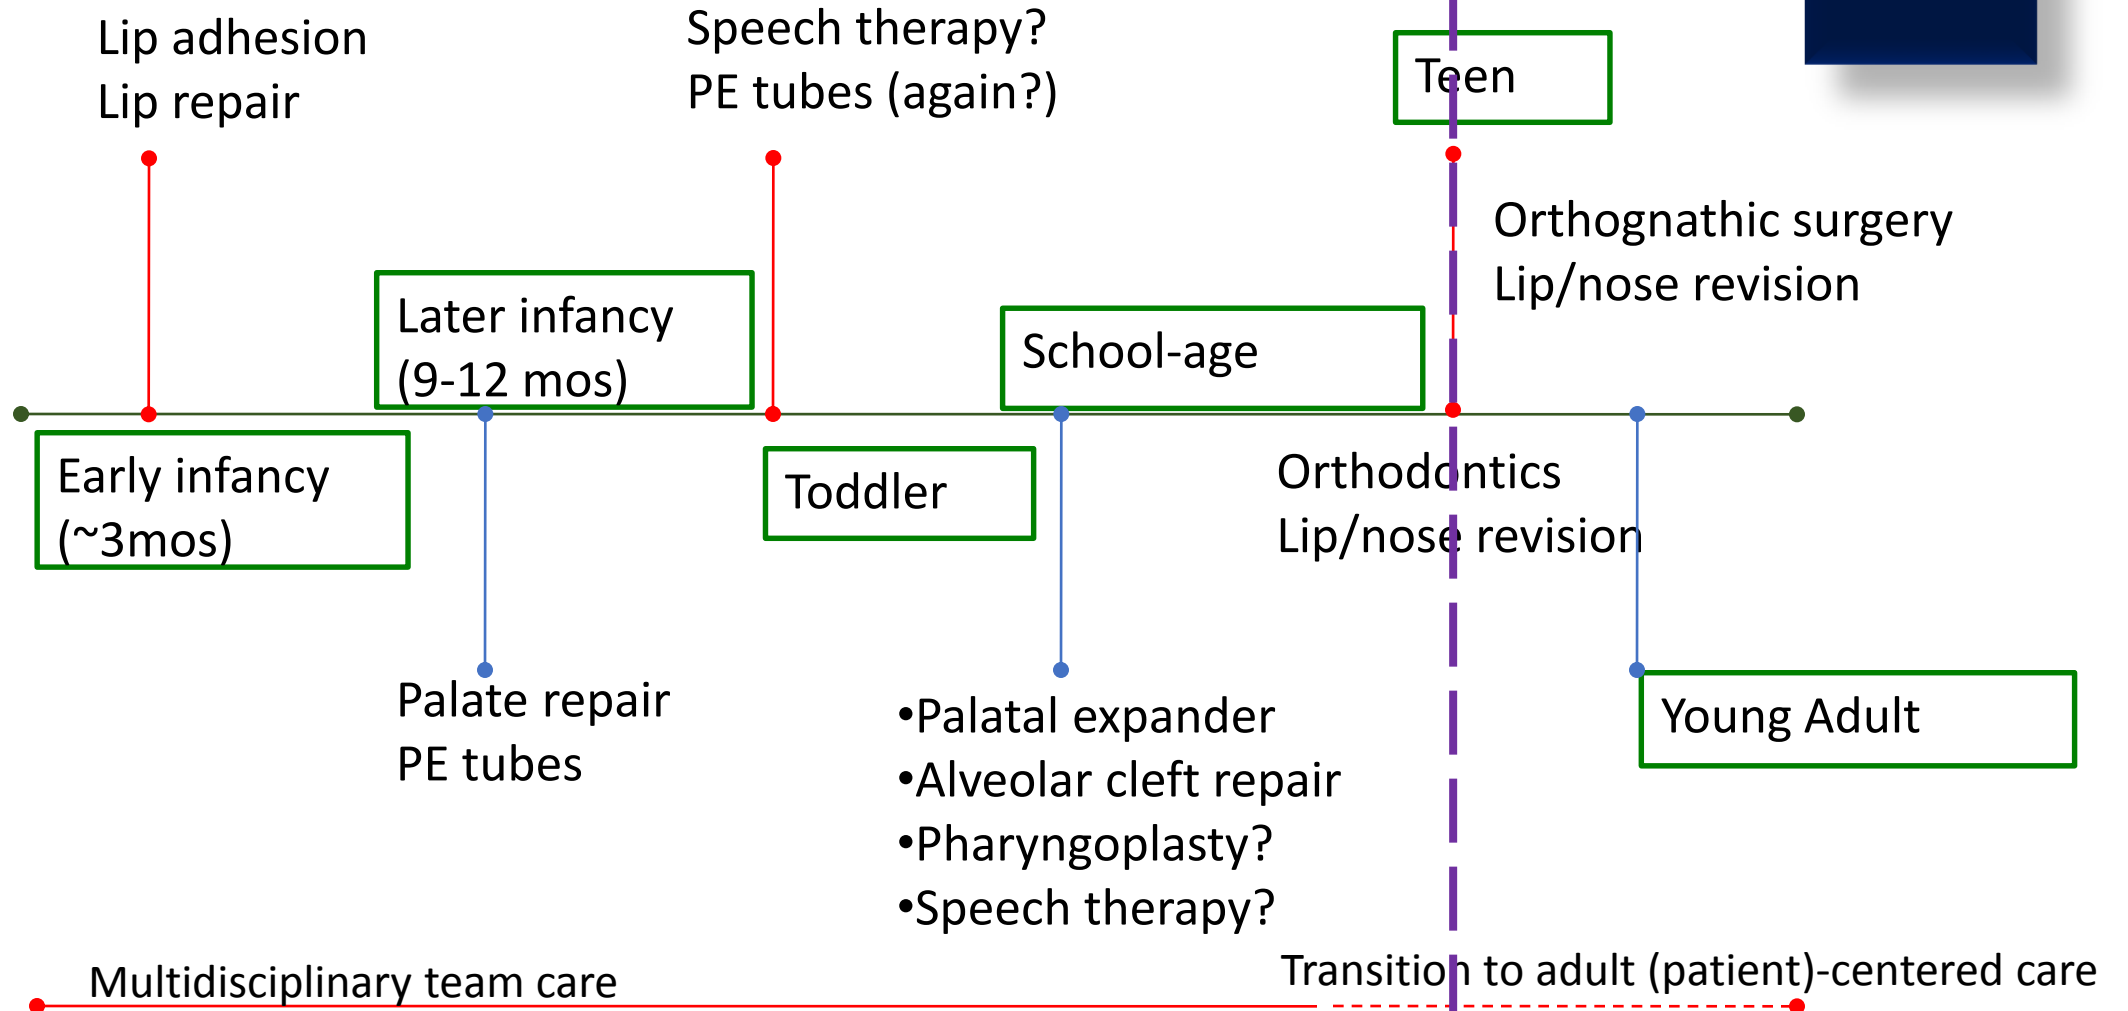 Lip adhesion
Lip repair
Speech therapy?
PE tubes (again?)
Teen
Orthognathic surgery
Lip/nose revision
Later infancy
(9-12 mos)
School-age
Early infancy
(~3mos)
Toddler
Orthodontics
Lip/nose revision
Palate repair
PE tubes
•Palatal expander
•Alveolar cleft repair
•Pharyngoplasty?
•Speech therapy?
Young Adult
Multidisciplinary team care
Transition to adult (patient)-centered care